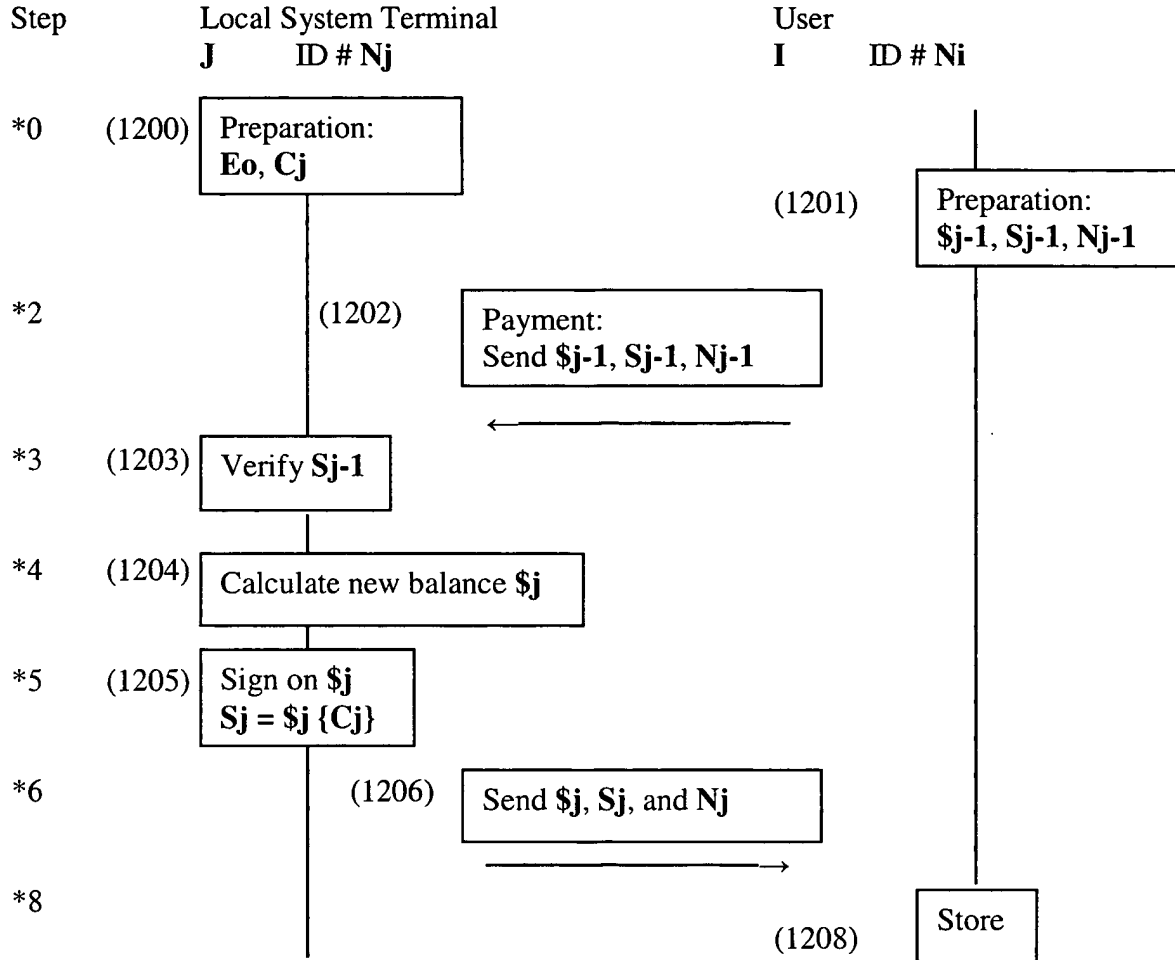 Step Local System Terminal User
J ID # Nj I ID # Ni
*0 (1200) Preparation:
Eo, Cj
(1201) Preparation:
$j-1, Sj-1, Nj-1
*2 (1202) Payment:
Send $j-1, Sj-1, Nj-1
*3 (1203) Verify Sj-1
*4 (1204) Calculate new balance $j
*5 (1205) Sign on $j
Sj = $j {Cj}
*6 (1206) Send $j, Sj, and Nj
*8 (1208) Store